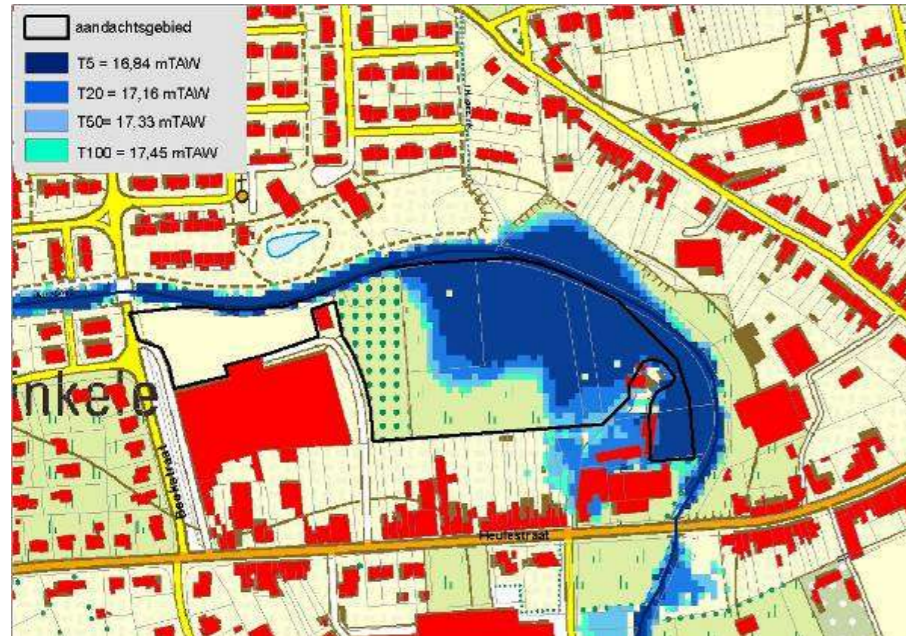 aandachtsgebied
T5 = 16,84 mTAW
T20 = 17,16 mTAW
T50= 17,33 mTAW
T100 = 17,45 mTAW
nkele
Heulestraat